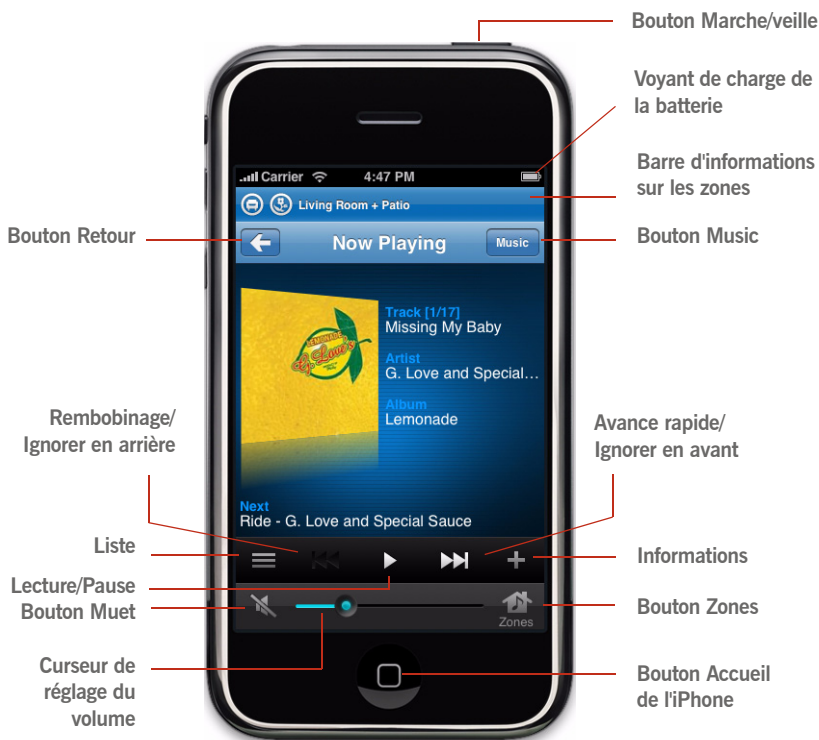 Bouton Marche/veille
Voyant de charge de
la batterie
Barre d'informations
sur les zones
Bouton Retour
Bouton Music
Carrier
4:47 PM
Living Room + Patio
Now Playing
Music
Track [1/17]
Missing My Baby
Artist
G. Love and Special...
Album
Lemonade
LEMONADE
G. Love's
Next
Ride - G. Love and Special Sauce
Rembobinage/
Ignorer en arrière
Avance rapide/
Ignorer en avant
Liste
Informations
Lecture/Pause
Bouton Muet
Bouton Zones
Zones
Curseur de
réglage du
volume
Bouton Accueil
de l'iPhone